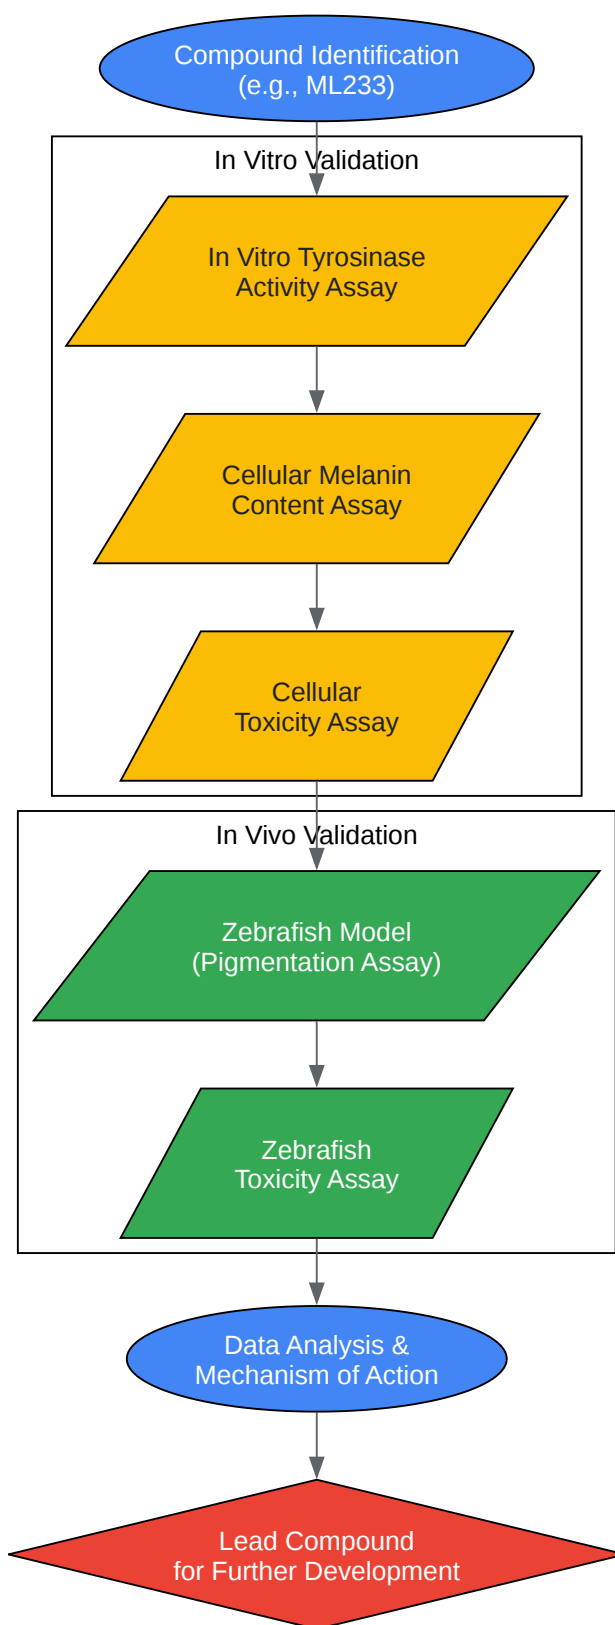 Compound Identification
(e.g., ML233)
In Vitro Validation
In Vitro Tyrosinase
Activity Assay
Cellular Melanin
Content Assay
Cellular
Toxicity Assay
In Vivo Validation
Zebrafish Model
(Pigmentation Assay)
Zebrafish
Toxicity Assay
Data Analysis &
Mechanism of Action
Lead Compound
for Further Development